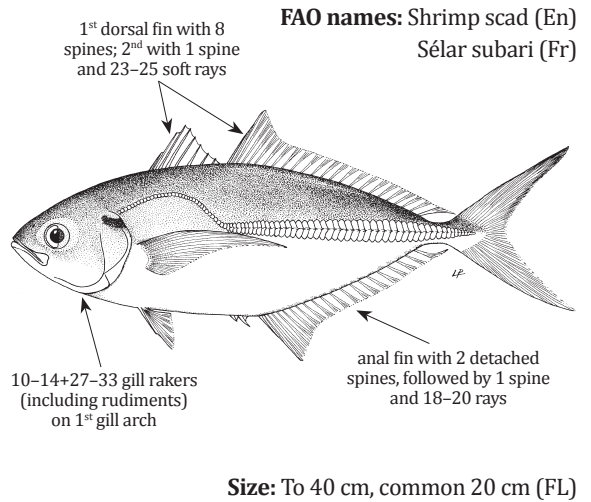 FAO names: Shrimp scad (En)
Sélar subari (Fr)
1st dorsal fin with 8
spines; 2nd with 1 spine
and 23–25 soft rays
LR
10–14+27–33 gill rakers
(including rudiments)
on 1st gill arch
anal fin with 2 detached
spines, followed by 1 spine
and 18–20 rays
Size: To 40 cm, common 20 cm (FL)